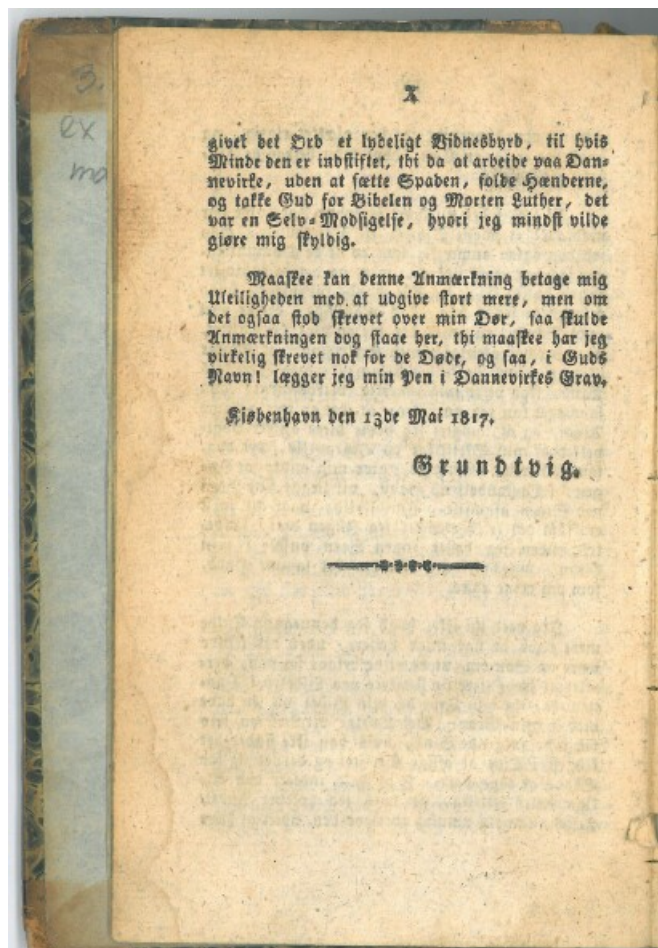 3.
ex
mo
X
givet det Ord et lydeligt Vidnesbyrd, til hvis
Minde den er indstiftet, thi da at arbeide paa Dan-
nevirke, uden at sætte Spaden, folde Hænderne,
og takke Gud for Bibelen og Morten Luther, det
var en Selv-Modsigelse, hvori jeg mindst vilde
giøre mig skyldig.
Maaskee kan denne Anmærkning betage mig
Uleiligheden med at udgive stort mere, men om
det ogsaa stod skrevet over min Dør, saa skulde
Anmærkningen dog staae her, thi maaskee har jeg
virkelig skrevet nok for de Døde, og saa, i Guds
Navn! lægger jeg min Pen i Dannevirkes Grav.
Kiøbenhavn den 13de Mai 1817.
Grundtvig.